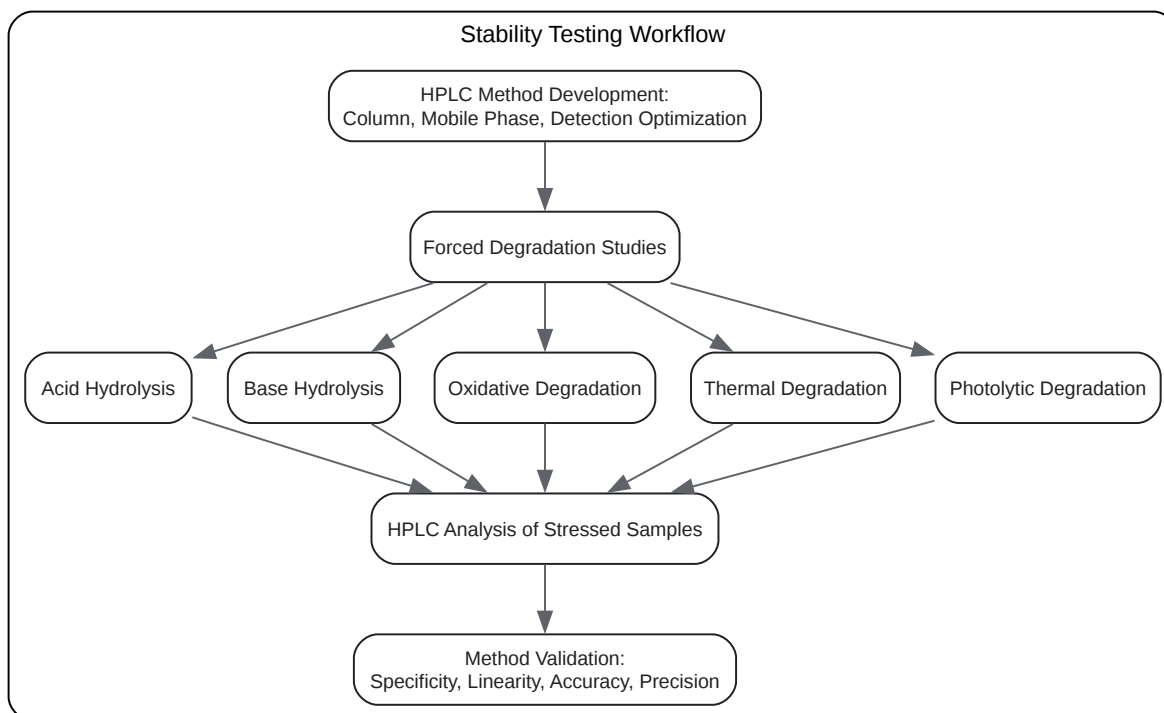 Stability Testing Workflow
HPLC Method Development:
Column, Mobile Phase, Detection Optimization
Forced Degradation Studies
Acid Hydrolysis
Base Hydrolysis
Oxidative Degradation
Thermal Degradation
Photolytic Degradation
HPLC Analysis of Stressed Samples
Method Validation:
Specificity, Linearity, Accuracy, Precision